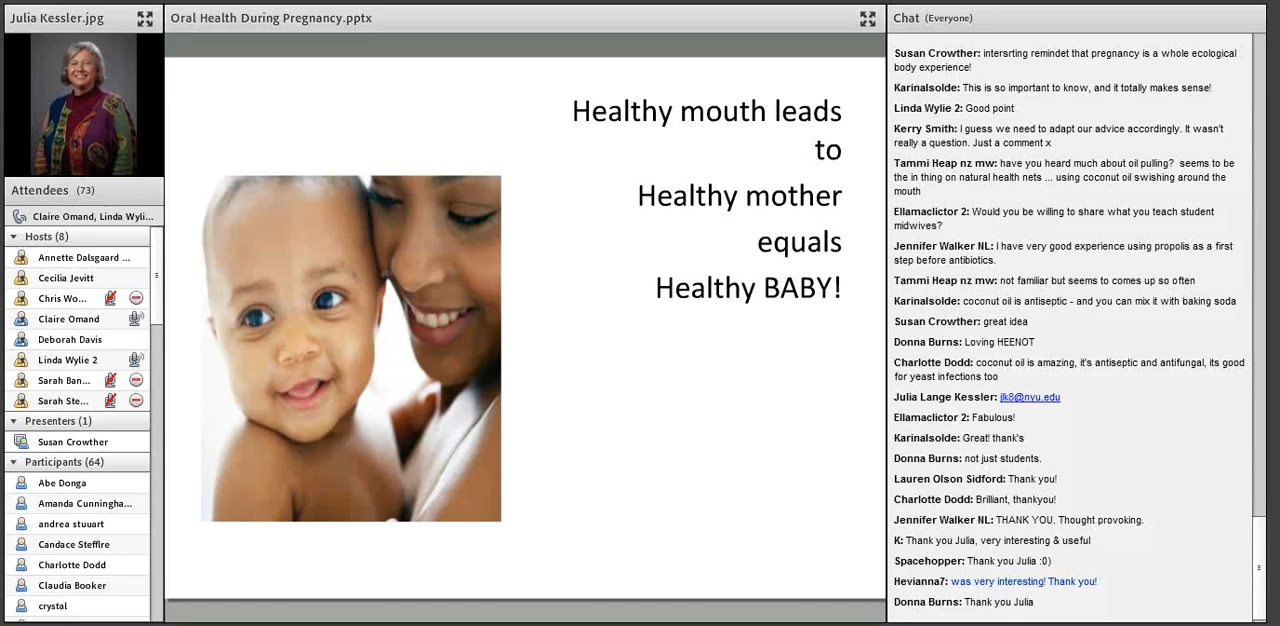 Julia Kessler.jpg
Attendees (73)
Claire Omand, Linda Wyli...
Hosts (8)
Annette Dalsgaard ...
Cecilia Jevitt
Chris Wo...
Claire Omand
Deborah Davis
Linda Wylie 2
Sarah Ban...
Sarah Ste...
Presenters (1)
Susan Crowther
Participants (64)
Abe Donga
Amanda Cunningha...
andrea stuuart
Candace Stefflre
Charlotte Dodd
Claudia Booker
crystal
Oral Health During Pregnancy.pptx
Healthy mouth leads
to
Healthy mother
equals
Healthy BABY!
Chat (Everyone)
Susan Crowther: intersrting remindet that pregnancy is a whole ecological
body experience!
Karinalsolde: This is so important to know, and it totally makes sense!
Linda Wylie 2: Good point
Kerry Smith: I guess we need to adapt our advice accordingly. It wasn't
really a question. Just a comment x
Tammi Heap nz mw: have you heard much about oil pulling? seems to be
the in thing on natural health nets ... using coconut oil swishing around the
mouth
Ellamaclictor 2: Would you be willing to share what you teach student
midwives?
Jennifer Walker NL: I have very good experience using propolis as a first
step before antibiotics.
Tammi Heap nz mw: not familiar but seems to comes up so often
Karinalsolde: coconut oil is antiseptic - and you can mix it with baking soda
Susan Crowther: great idea
Donna Burns: Loving HEENOT
Charlotte Dodd: coconut oil is amazing, it's antiseptic and antifungal, its good
for yeast infections too
Julia Lange Kessler: jlk8@nyu.edu
Ellamaclictor 2: Fabulous!
Karinalsolde: Great! thank's
Donna Burns: not just students.
Lauren Olson Sidford: Thank you!
Charlotte Dodd: Brilliant, thankyou!
Jennifer Walker NL: THANK YOU. Thought provoking.
K: Thank you Julia, very interesting & useful
Spacehopper: Thank you Julia :0)
Hevianna7: was very interesting! Thank you!
Donna Burns: Thank you Julia